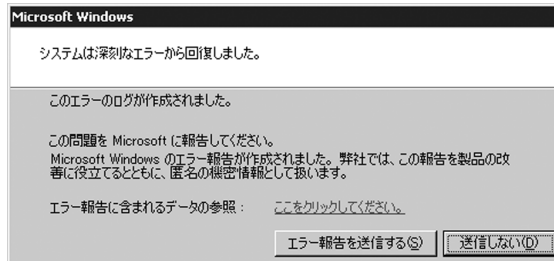 Microsoft Windows
システムは深刻なエラーから回復しました。
このエラーのログが作成されました。
この問題を Microsoft に報告してください。
Microsoft Windows のエラー報告が作成されました。弊社では、この報告を製品の改
善に役立てるとともに、匿名の機密情報として扱います。
エラー報告に含まれるデータの参照： ここをクリックしてください。
エラー報告を送信する(S) 送信しない(D)